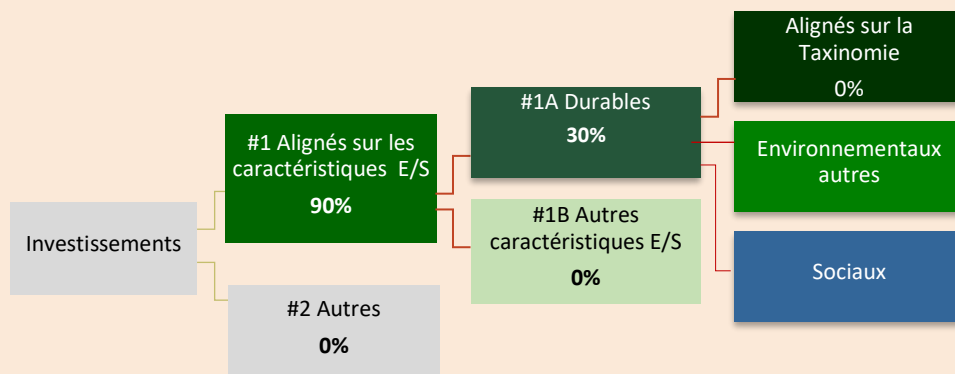 Investissements
#1 Alignés sur les
caractéristiques E/S
90%
#2 Autres
0%
#1A Durables
30%
#1B Autres
caractéristiques E/S
0%
Alignés sur la
Taxinomie
0%
Environnementaux
autres
Sociaux